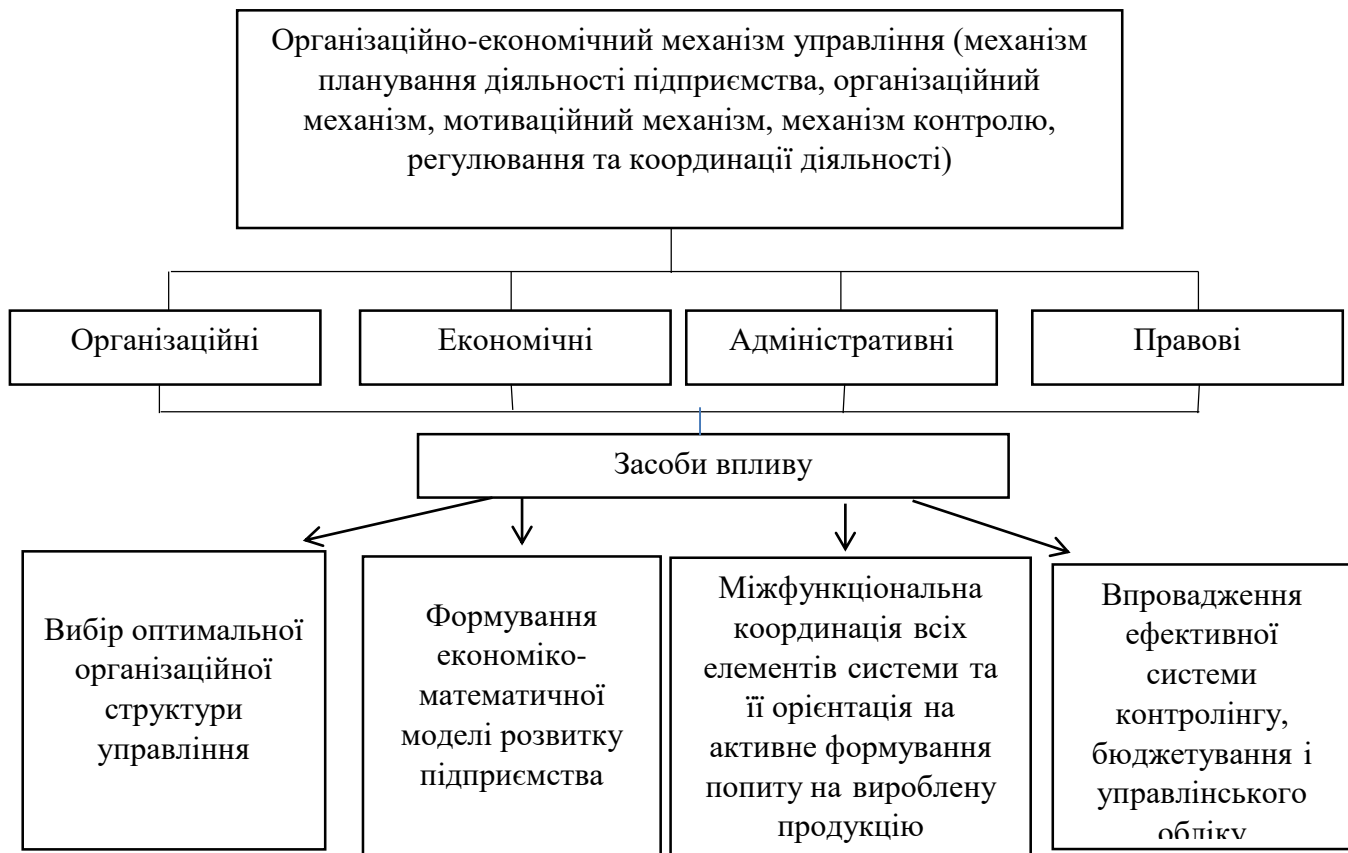 Організаційно-економічний механізм управління (механізм
планування діяльності підприємства, організаційний
механізм, мотиваційний механізм, механізм контролю,
регулювання та координації діяльності)
Організаційні
Економічні
Адміністративні
Правові
Засоби впливу
Вибір оптимальної
організаційної
структури
управління
Формування
економіко-
математичної
моделі розвитку
підприємства
Міжфункціональна
координація всіх
елементів системи та
її орієнтація на
активне формування
попиту на вироблену
продукцію
Впровадження
ефективної
системи
контролінгу,
бюджетування і
управлінського
обліку